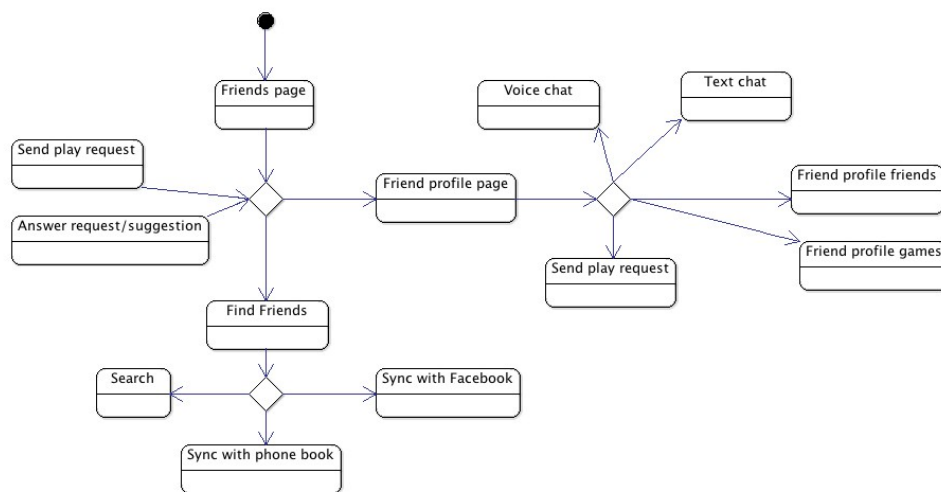 Friends page
Voice chat
Text chat
Send play request
Friend profile page
Friend profile friends
Answer request/suggestion
Friend profile games
Send play request
Find Friends
Search
Sync with Facebook
Sync with phone book